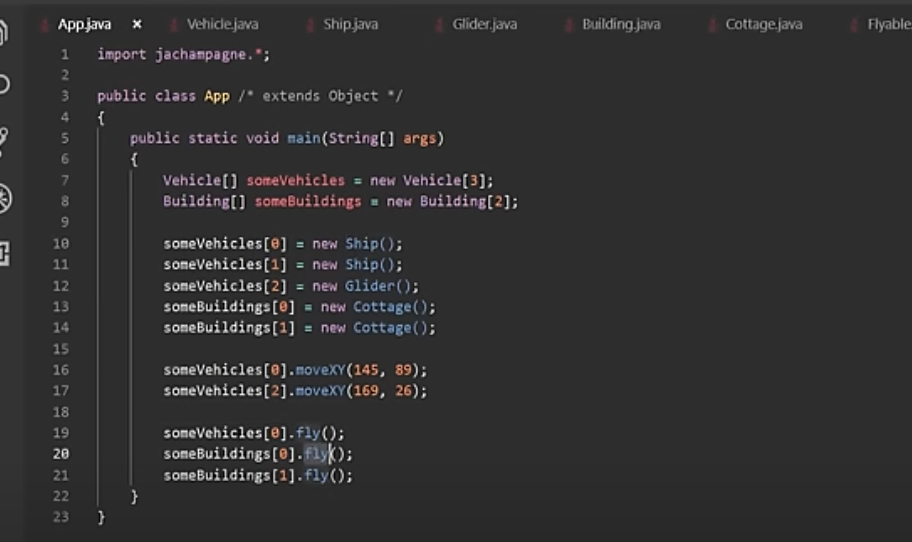 App.java × Vehicle.java Ship.java Glider.java Building.java Cottage.java Flyable.
1 import jachampagne.*;
2
3 public class App /* extends Object */
4 {
5 public static void main(String[] args)
6 {
7 Vehicle[] someVehicles = new Vehicle[3];
8 Building[] someBuildings = new Building[2];
9
10 someVehicles[0] = new Ship();
11 someVehicles[1] = new Ship();
12 someVehicles[2] = new Glider();
13 someBuildings[0] = new Cottage();
14 someBuildings[1] = new Cottage();
15
16 someVehicles[0].moveXY(145, 89);
17 someVehicles[2].moveXY(169, 26);
18
19 someVehicles[0].fly();
20 someBuildings[0].fly();
21 someBuildings[1].fly();
22 }
23 }